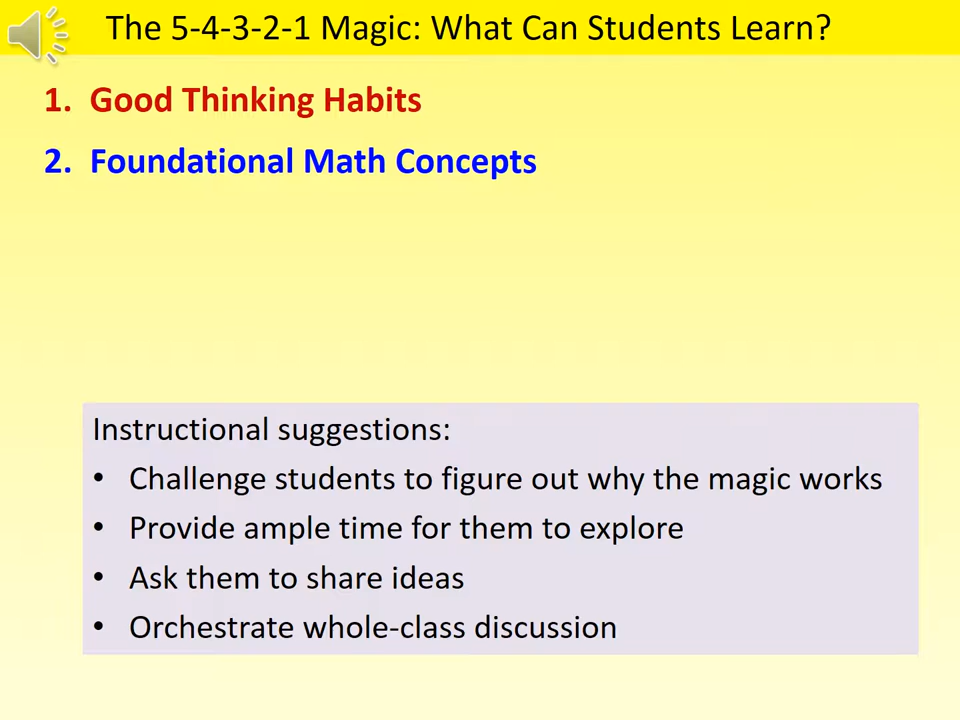 The 5-4-3-2-1 Magic: What Can Students Learn?
1. Good Thinking Habits
2. Foundational Math Concepts
Instructional suggestions:
• Challenge students to figure out why the magic works
• Provide ample time for them to explore
• Ask them to share ideas
• Orchestrate whole-class discussion